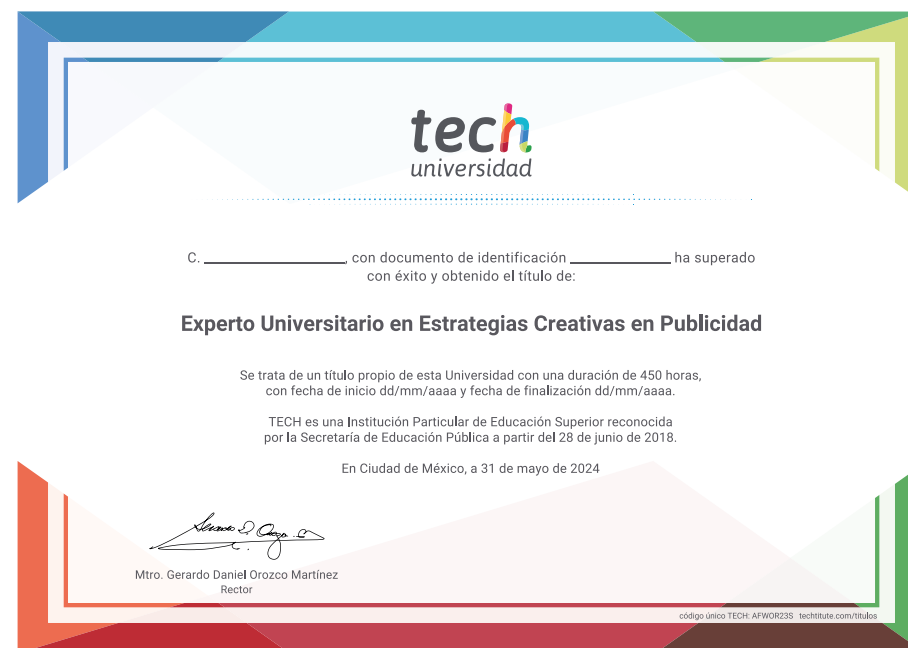 tech
universidad
C. ____________, con documento de identificación ____________ ha superado
con éxito y obtenido el título de:
Experto Universitario en Estrategias Creativas en Publicidad
Se trata de un título propio de esta Universidad con una duración de 450 horas,
con fecha de inicio dd/mm/aaaa y fecha de finalización dd/mm/aaaa.
TECH es una Institución Particular de Educación Superior reconocida
por la Secretaría de Educación Pública a partir del 28 de junio de 2018.
En Ciudad de México, a 31 de mayo de 2024
Mtro. Gerardo Daniel Orozco Martínez
Rector
código único TECH: AFWOR23S techtitute.com/titulos